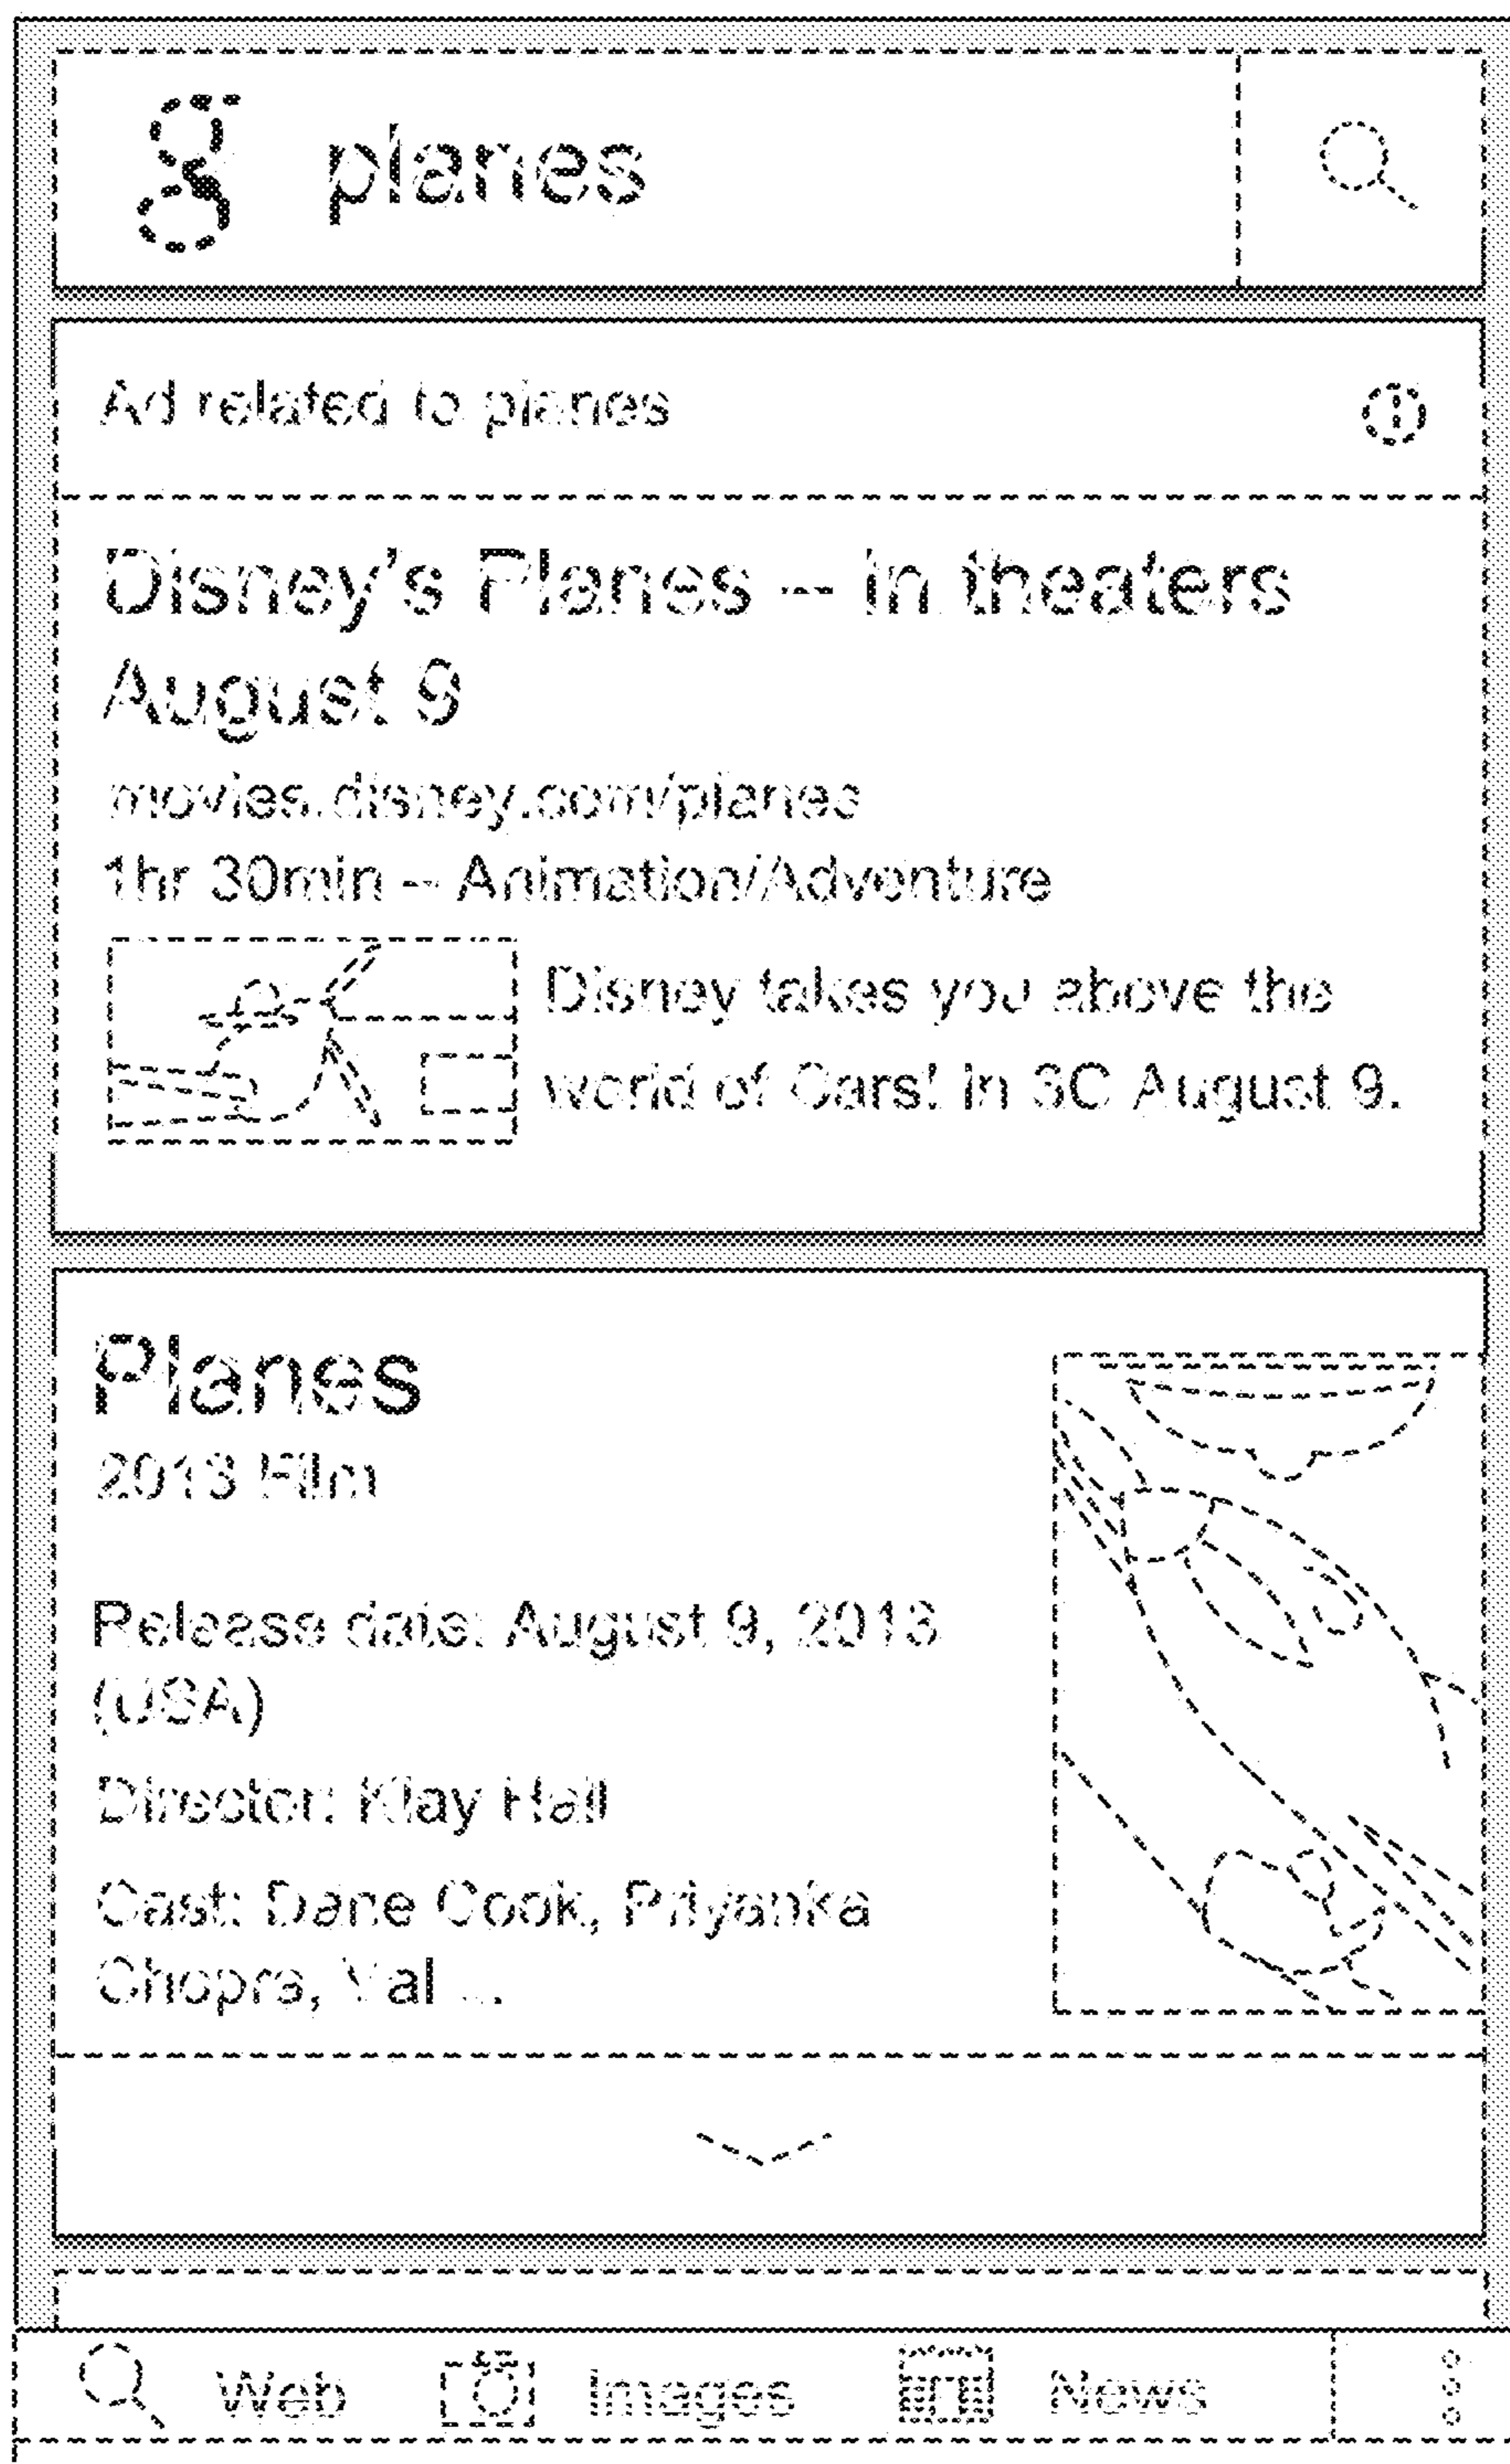 g planes
Ad related to planes
Disney's Planes -- in theaters
August 9
movies.disney.com/planes
1hr 30min -- Animation/Adventure
Disney takes you above the
world of Cars! in 3C August 9.
Planes
2013 Film
Release date: August 9, 2013
(USA)
Director: Klay Hall
Cast: Dane Cook, Priyanka
Chopra, Val ...
Web Images News